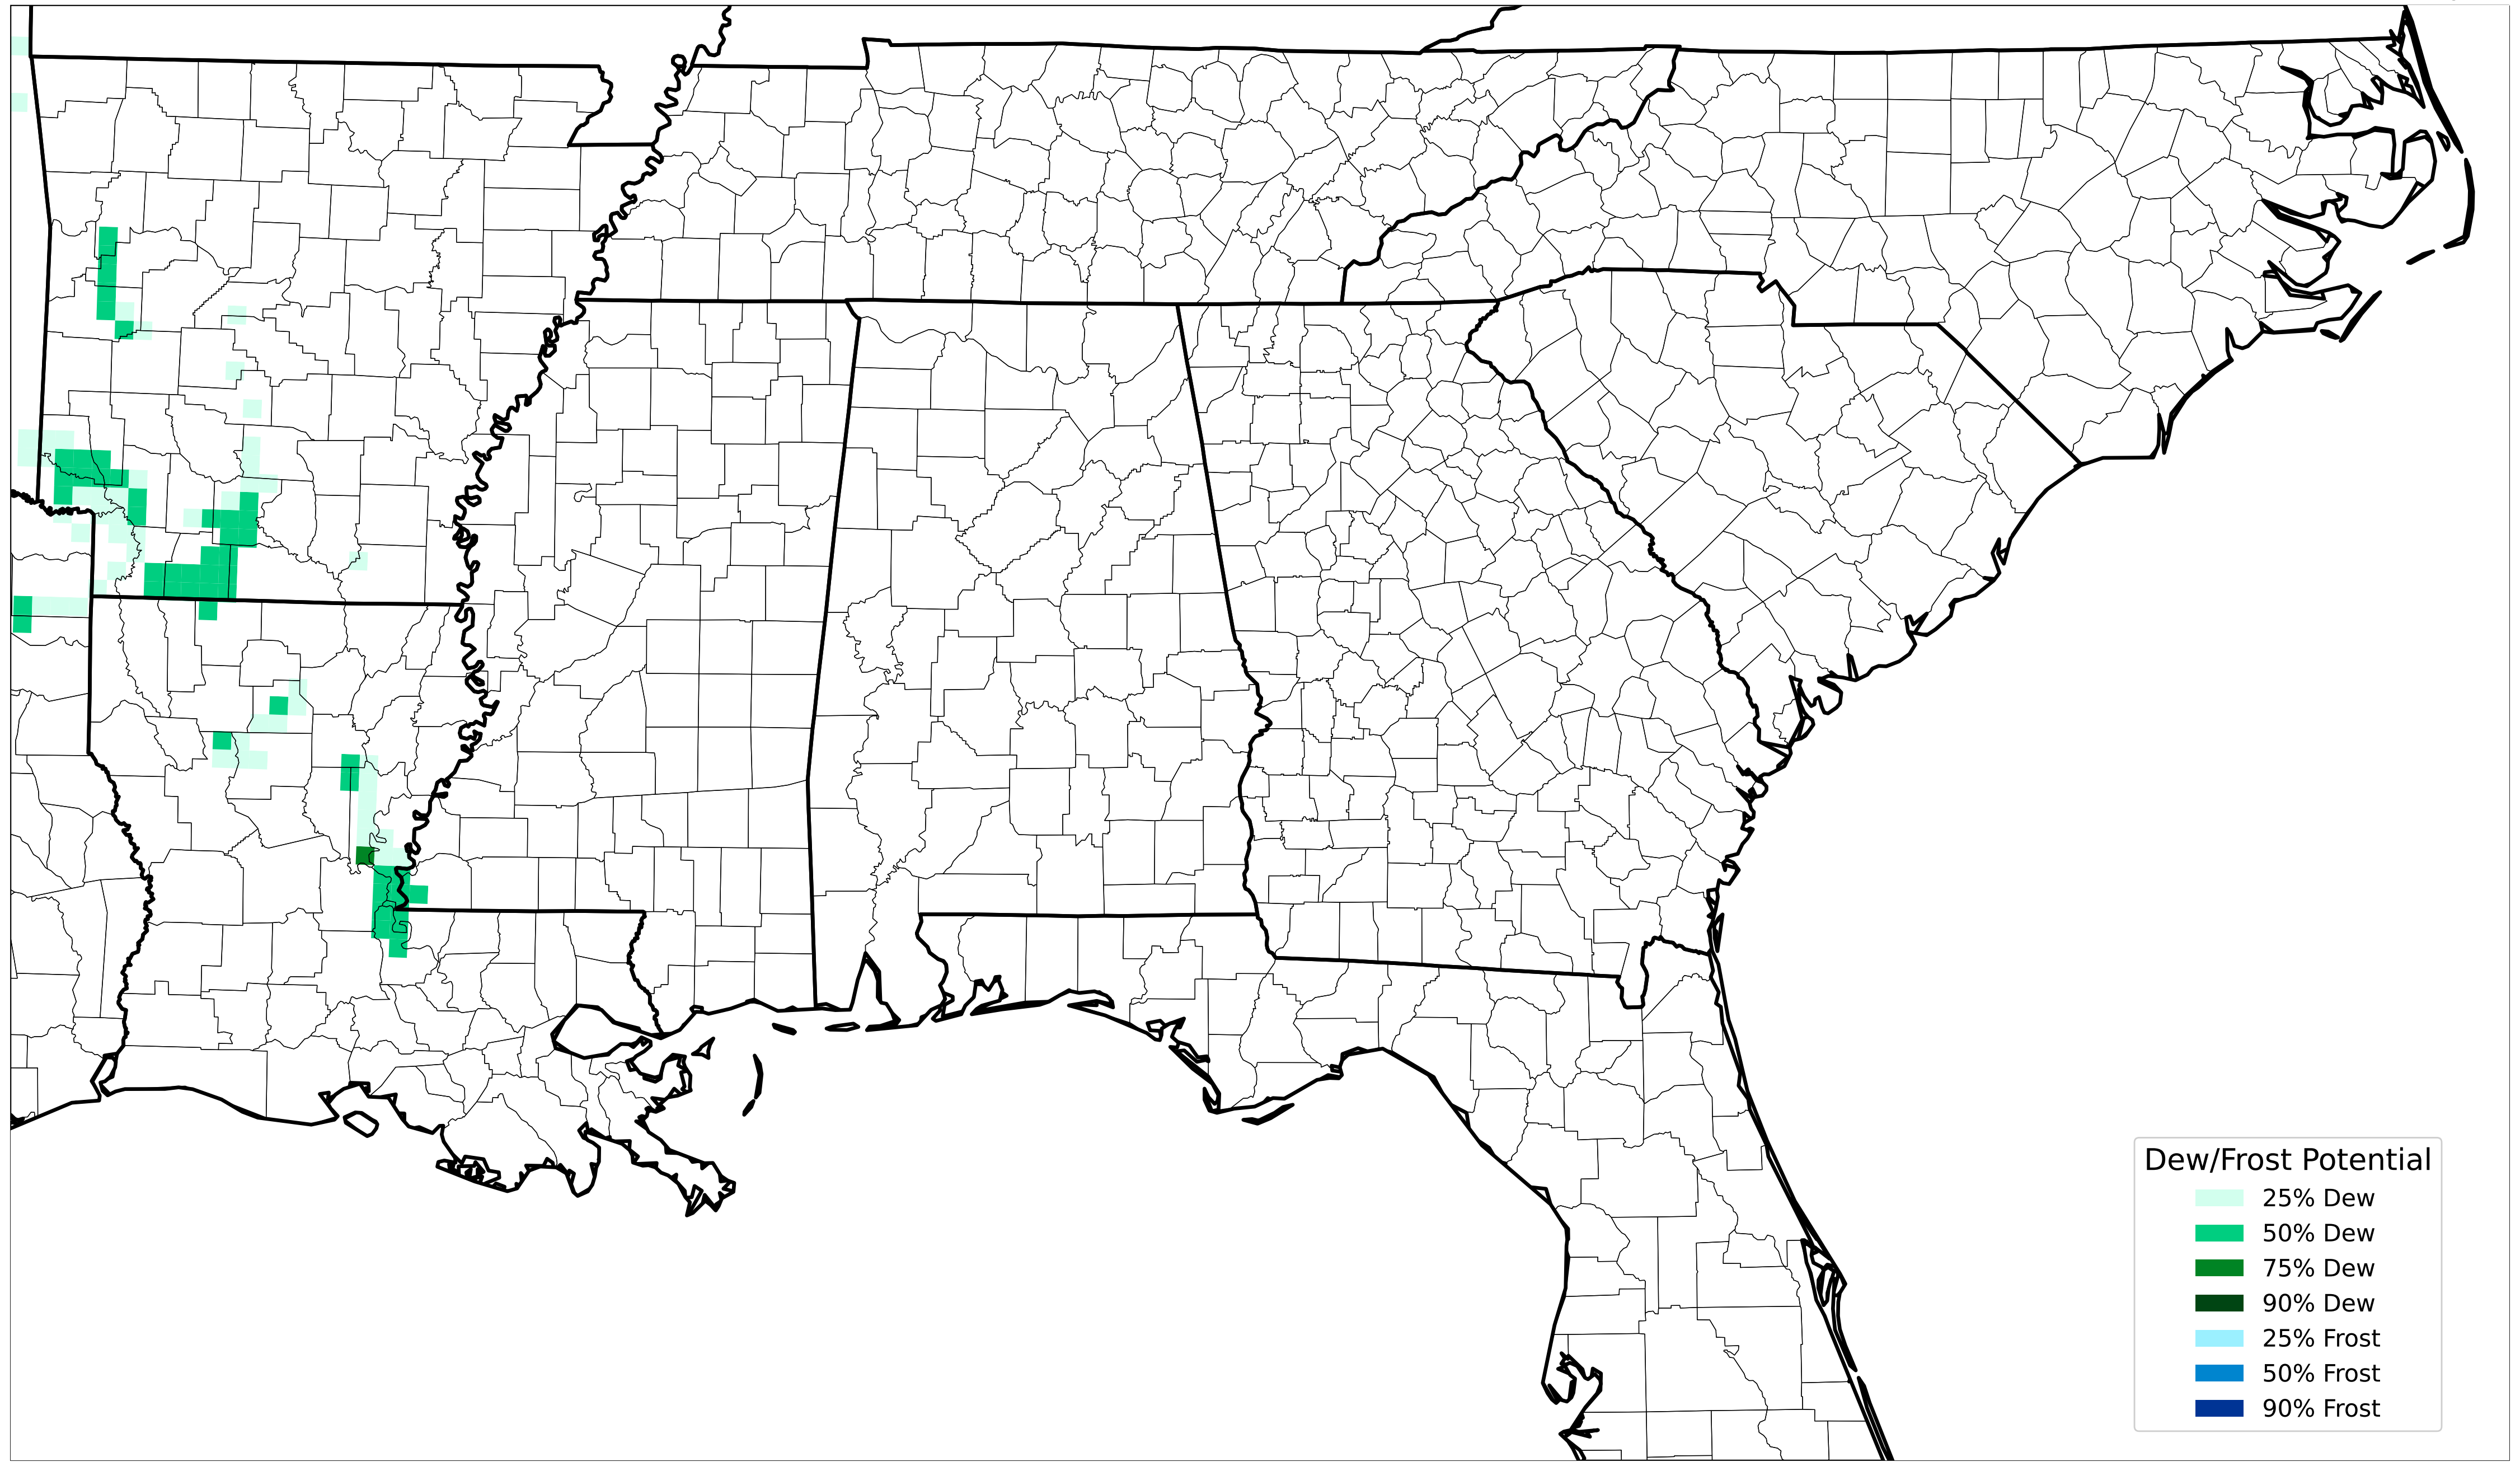 Dew/Frost Potential
25% Dew
50% Dew
75% Dew
90% Dew
25% Frost
50% Frost
90% Frost